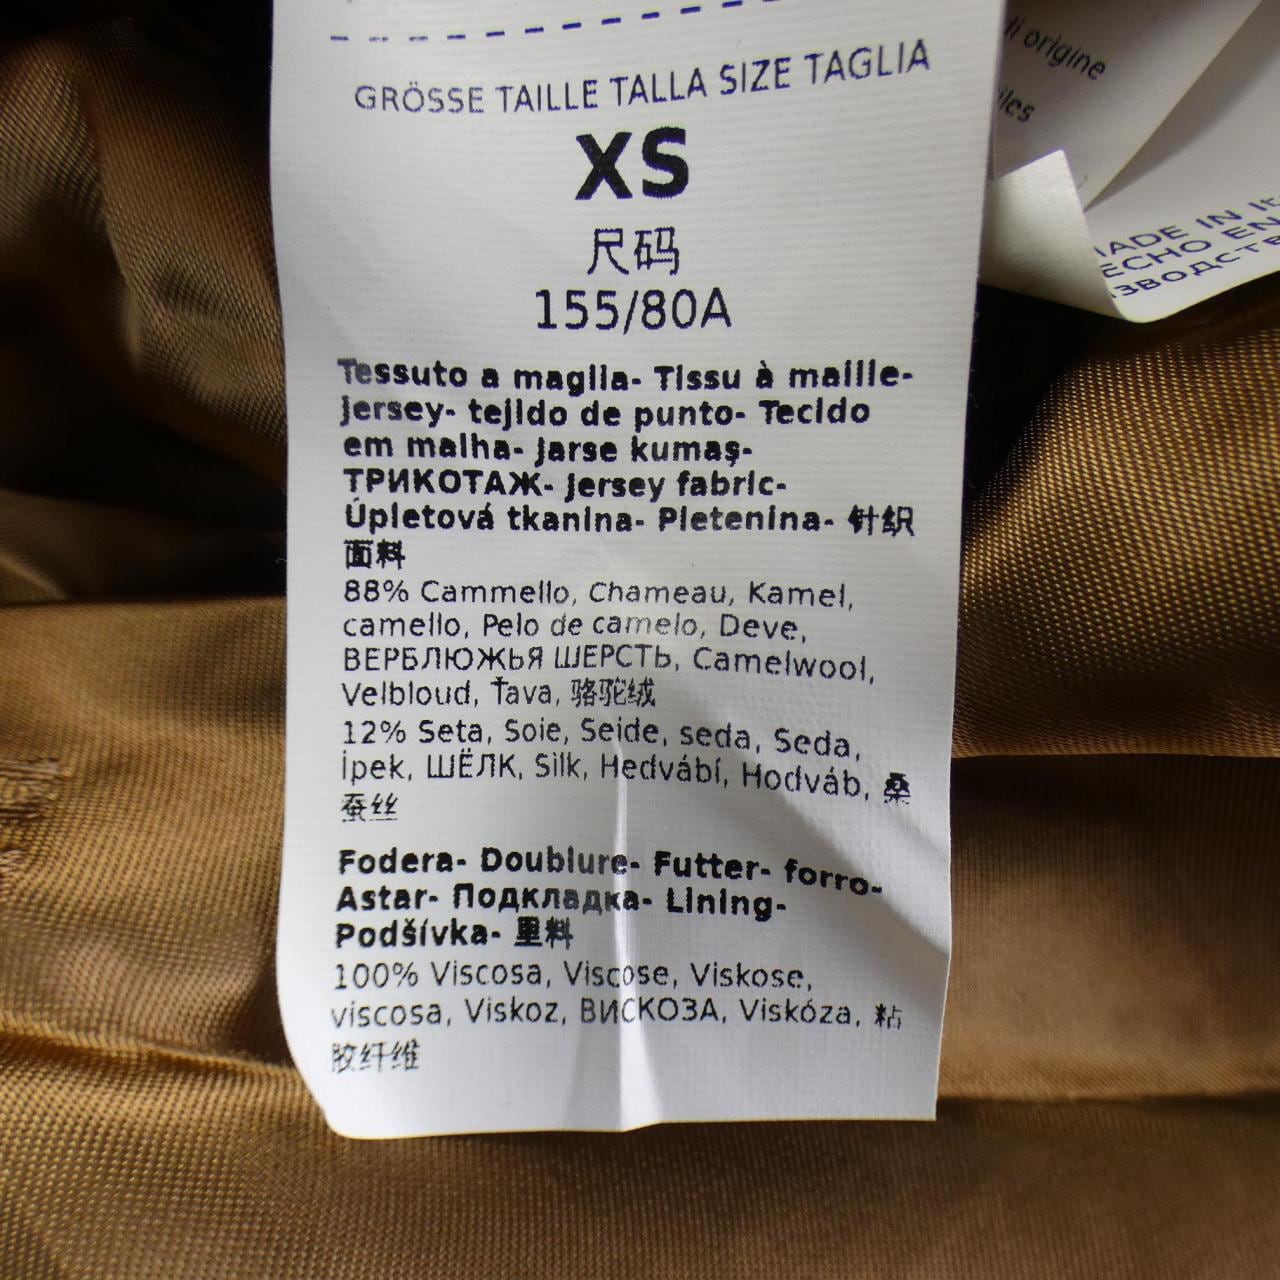 GRÖSSE TAILLE TALLA SIZE TAGLIA
XS
尺码
155/80A
Tessuto a maglia- Tissu à maille-
jersey- tejido de punto- Tecido
em malha- Jarse kumaş-
ТРИКОТАЖ- Jersey fabric-
Úpletová tkanina- Pletenina- 针织
面料
88% Cammello, Chameau, Kamel,
camello, Pelo de camelo, Deve,
ВЕРБЛЮЖЬЯ ШЕРСТЬ, Camelwool,
Velbloud, Ťava, 骆驼绒
12% Seta, Soie, Seide, seda, Seda,
İpek, ШЁЛК, Silk, Hedvábí, Hodváb, 桑
蚕丝
Fodera- Doublure- Futter- forro-
Astar- Подкладка- Lining-
Podšívka- 里料
100% Viscosa, Viscose, Viskose,
viscosa, Viskoz, ВИСКОЗА, Viskóza, 粘
胶纤维
di origine
MADE IN